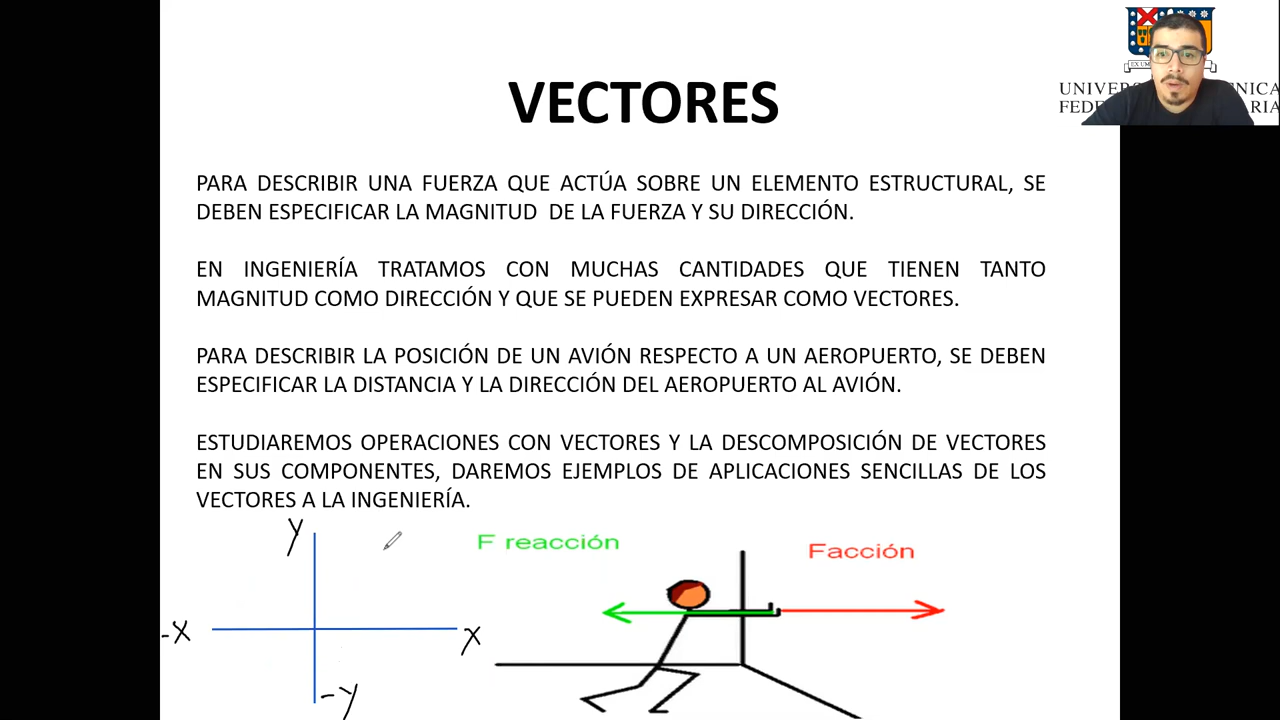 VECTORES
PARA DESCRIBIR UNA FUERZA QUE ACTÚA SOBRE UN ELEMENTO ESTRUCTURAL, SE
DEBEN ESPECIFICAR LA MAGNITUD DE LA FUERZA Y SU DIRECCIÓN.
EN INGENIERÍA TRATAMOS CON MUCHAS CANTIDADES QUE TIENEN TANTO
MAGNITUD COMO DIRECCIÓN Y QUE SE PUEDEN EXPRESAR COMO VECTORES.
PARA DESCRIBIR LA POSICIÓN DE UN AVIÓN RESPECTO A UN AEROPUERTO, SE DEBEN
ESPECIFICAR LA DISTANCIA Y LA DIRECCIÓN DEL AEROPUERTO AL AVIÓN.
ESTUDIAREMOS OPERACIONES CON VECTORES Y LA DESCOMPOSICIÓN DE VECTORES
EN SUS COMPONENTES, DAREMOS EJEMPLOS DE APLICACIONES SENCILLAS DE LOS
VECTORES A LA INGENIERÍA.
y
-x
x
-y
F reacción
Facción